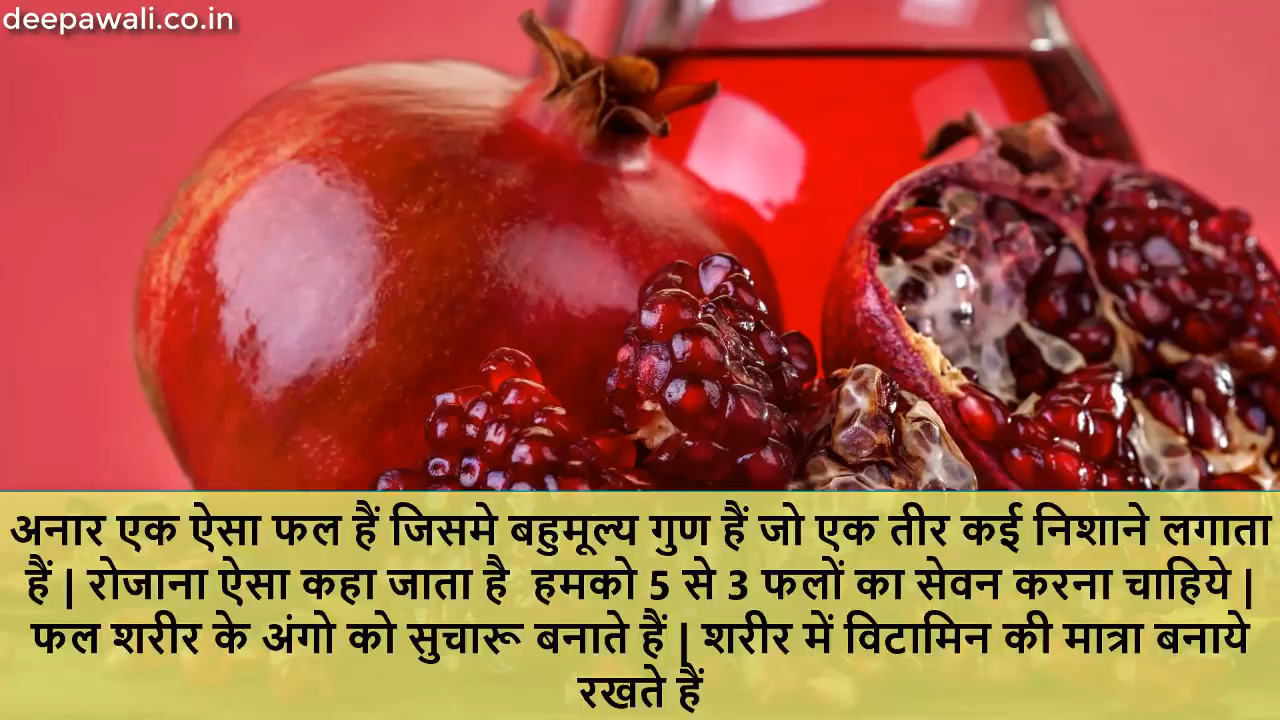 deepawali.co.in
अनार एक ऐसा फल हैं जिसमे बहुमूल्य गुण हैं जो एक तीर कई निशाने लगाता
हैं | रोजाना ऐसा कहा जाता है  हमको 5 से 3 फलों का सेवन करना चाहिये |
फल शरीर के अंगो को सुचारू बनाते हैं | शरीर में विटामिन की मात्रा बनाये
रखते हैं